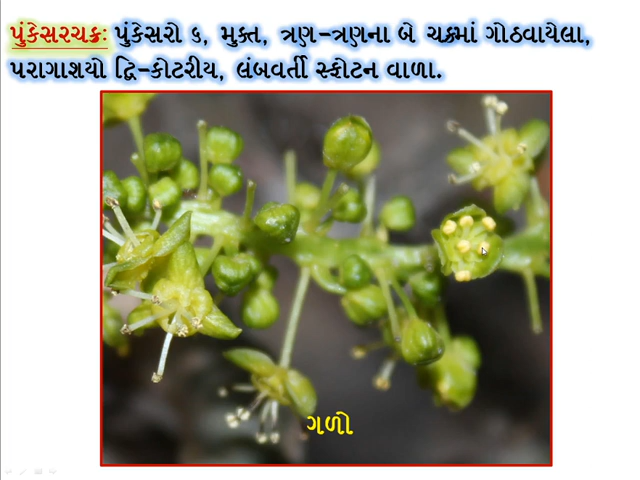 પુંકેસરચક્ર: પુંકેસરો ૬, મુક્ત, ત્રણ-ત્રણના બે ચક્રમાં ગોઠવાયેલા,
પરાગાશયો દ્વિ-કોટરીય, લંબવર્તી સ્ફોટન વાળા.
ગળો